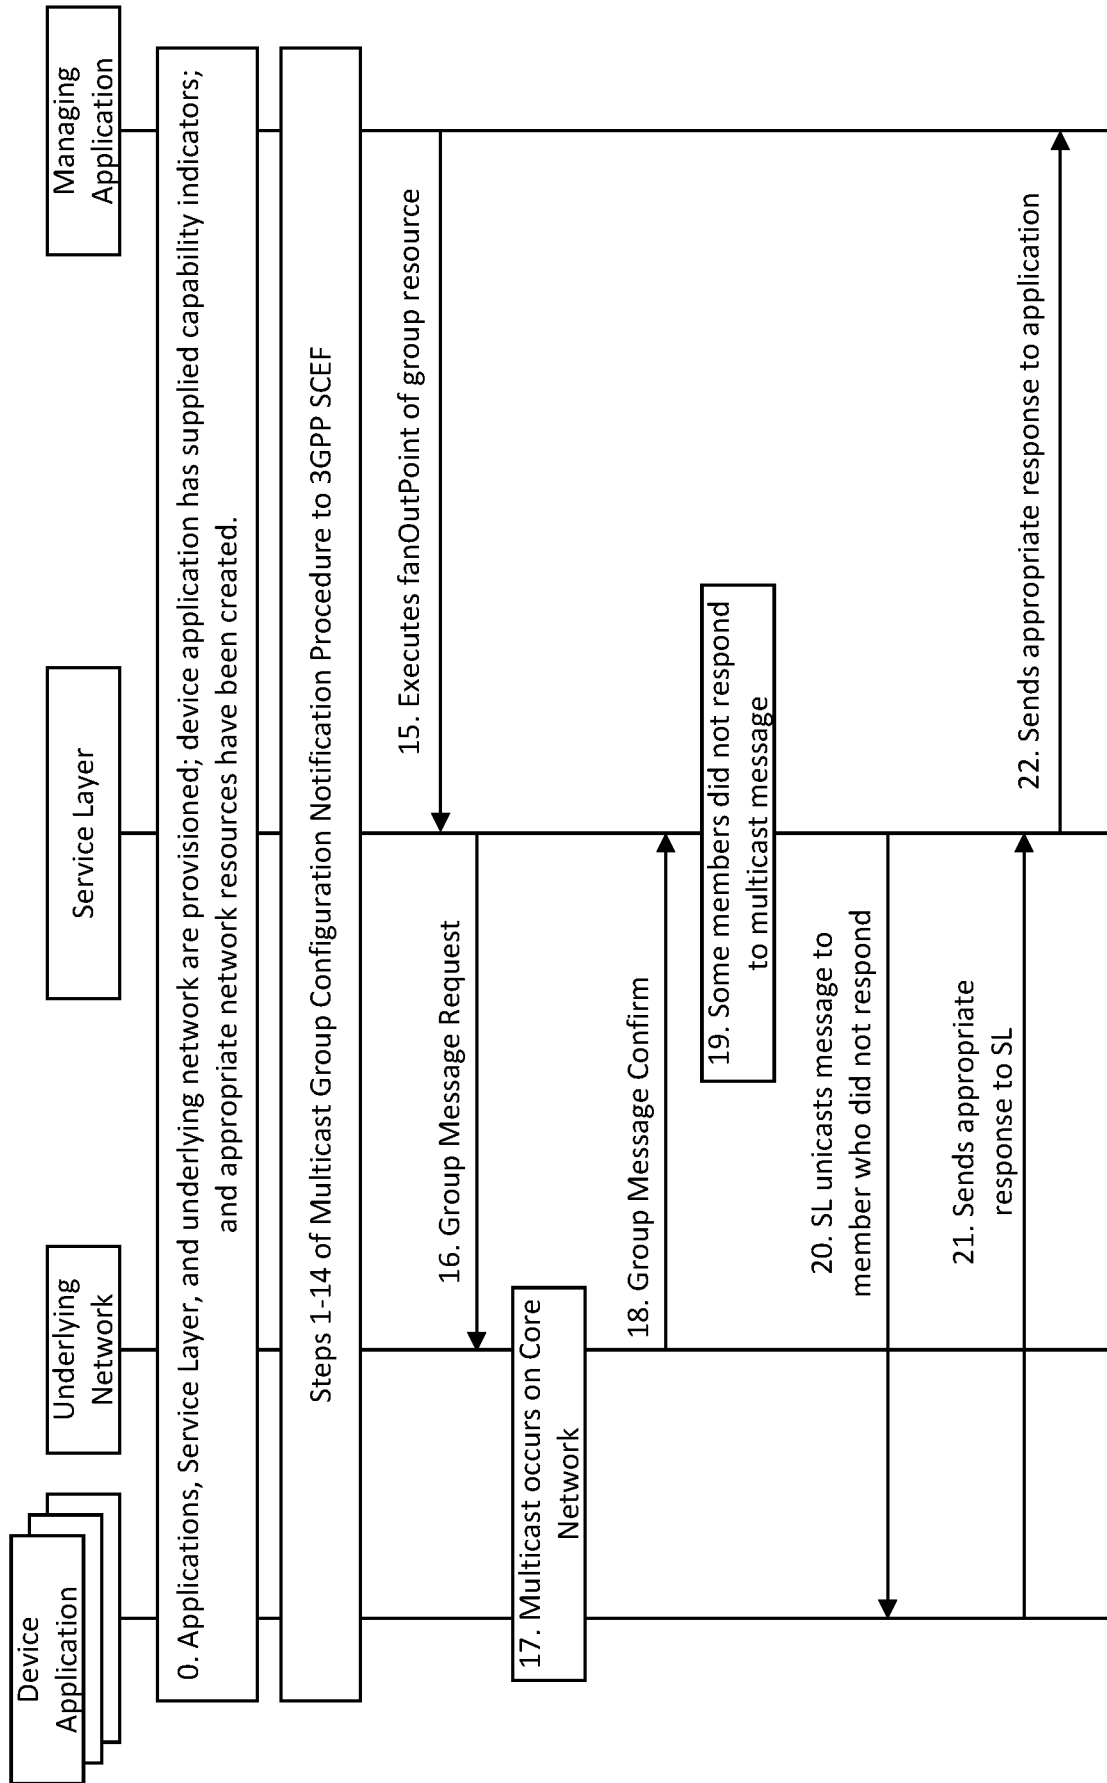 Device
Application
Underlying
Network
Service Layer
Managing
Application
0. Applications, Service Layer, and underlying network are provisioned; device application has supplied capability indicators;
and appropriate network resources have been created.
Steps 1-14 of Multicast Group Configuration Notification Procedure to 3GPP SCEF
15. Executes fanOutPoint of group resource
16. Group Message Request
17. Multicast occurs on Core
Network
18. Group Message Confirm
19. Some members did not respond
to multicast message
20. SL unicasts message to
member who did not respond
21. Sends appropriate
response to SL
22. Sends appropriate response to application